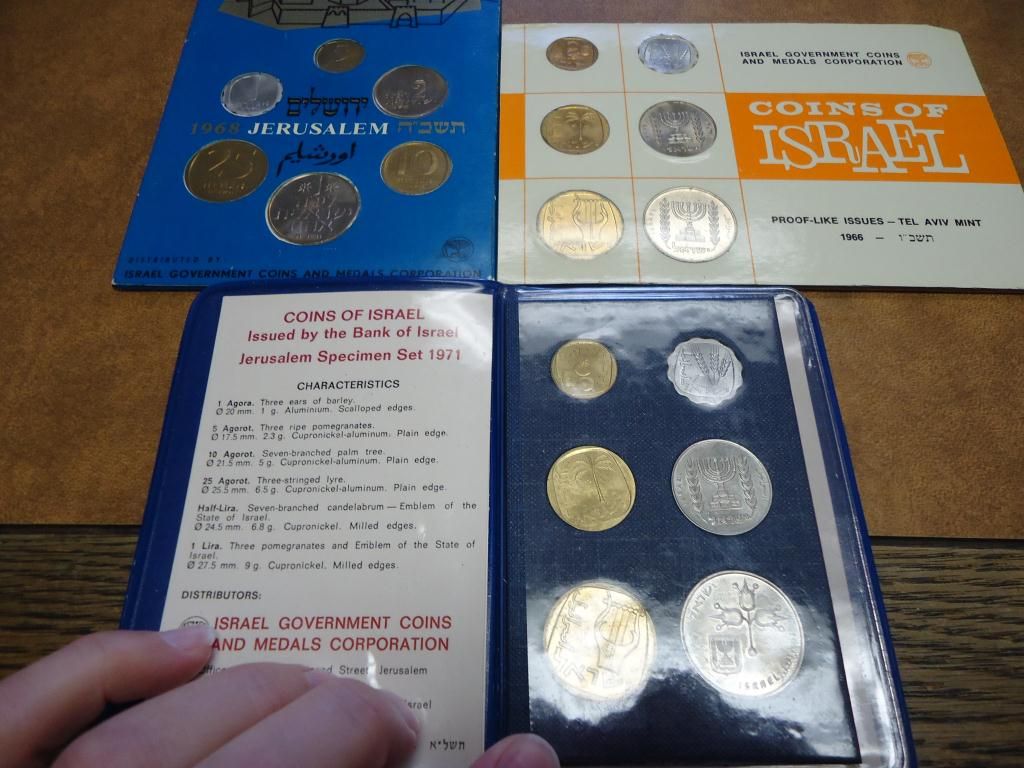 ירושלים
1968 JERUSALEM תשכ"ח
اورشليم
25
10
DISTRIBUTED BY:
ISRAEL GOVERNMENT COINS AND MEDALS CORPORATION
ISRAEL GOVERNMENT COINS
AND MEDALS CORPORATION
COINS OF
ISRAEL
PROOF-LIKE ISSUES — TEL AVIV MINT
1966 — תשכ"ו
COINS OF ISRAEL
Issued by the Bank of Israel
Jerusalem Specimen Set 1971
CHARACTERISTICS
1 Agora. Three ears of barley.
Ø 20 mm. 1 g. Aluminium. Scalloped edges.
5 Agorot. Three ripe pomegranates.
Ø 17.5 mm. 2.3 g. Cupronickel-aluminum. Plain edge.
10 Agorot. Seven-branched palm tree.
Ø 21.5 mm. 5 g. Cupronickel-aluminum. Plain edge.
25 Agorot. Three-stringed lyre.
Ø 25.5 mm. 6.5 g. Cupronickel-aluminum. Plain edge.
Half-Lira. Seven-branched candelabrum — Emblem of the
State of Israel.
Ø 24.5 mm. 6.8 g. Cupronickel. Milled edges.
1 Lira. Three pomegranates and Emblem of the State of
Israel.
Ø 27.5 mm. 9 g. Cupronickel. Milled edges.
DISTRIBUTORS:
ISRAEL GOVERNMENT COINS
AND MEDALS CORPORATION
Street, Jerusalem
Israel
תשל"א
ישראל
ISRAEL